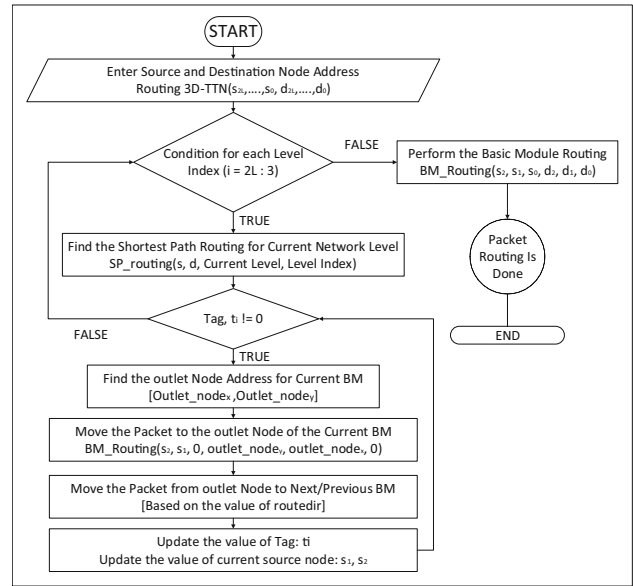 START
Enter Source and Destination Node Address
Routing 3D-TTN(s₂L,....,s₀, d₂L,....,d₀)
Condition for each Level
Index (i = 2L : 3)
FALSE
Perform the Basic Module Routing
BM_Routing(s₂, s₁, s₀, d₂, d₁, d₀)
TRUE
Find the Shortest Path Routing for Current Network Level
SP_routing(s, d, Current Level, Level Index)
Packet
Routing Is
Done
Tag, tᵢ != 0
FALSE
END
TRUE
Find the outlet Node Address for Current BM
[Outlet_nodeₓ,Outlet_nodeᵧ]
Move the Packet to the outlet Node of the Current BM
BM_Routing(s₂, s₁, 0, outlet_nodeᵧ, outlet_nodeₓ, 0)
Move the Packet from outlet Node to Next/Previous BM
[Based on the value of routedir]
Update the value of Tag: tᵢ
Update the value of current source node: s₁, s₂